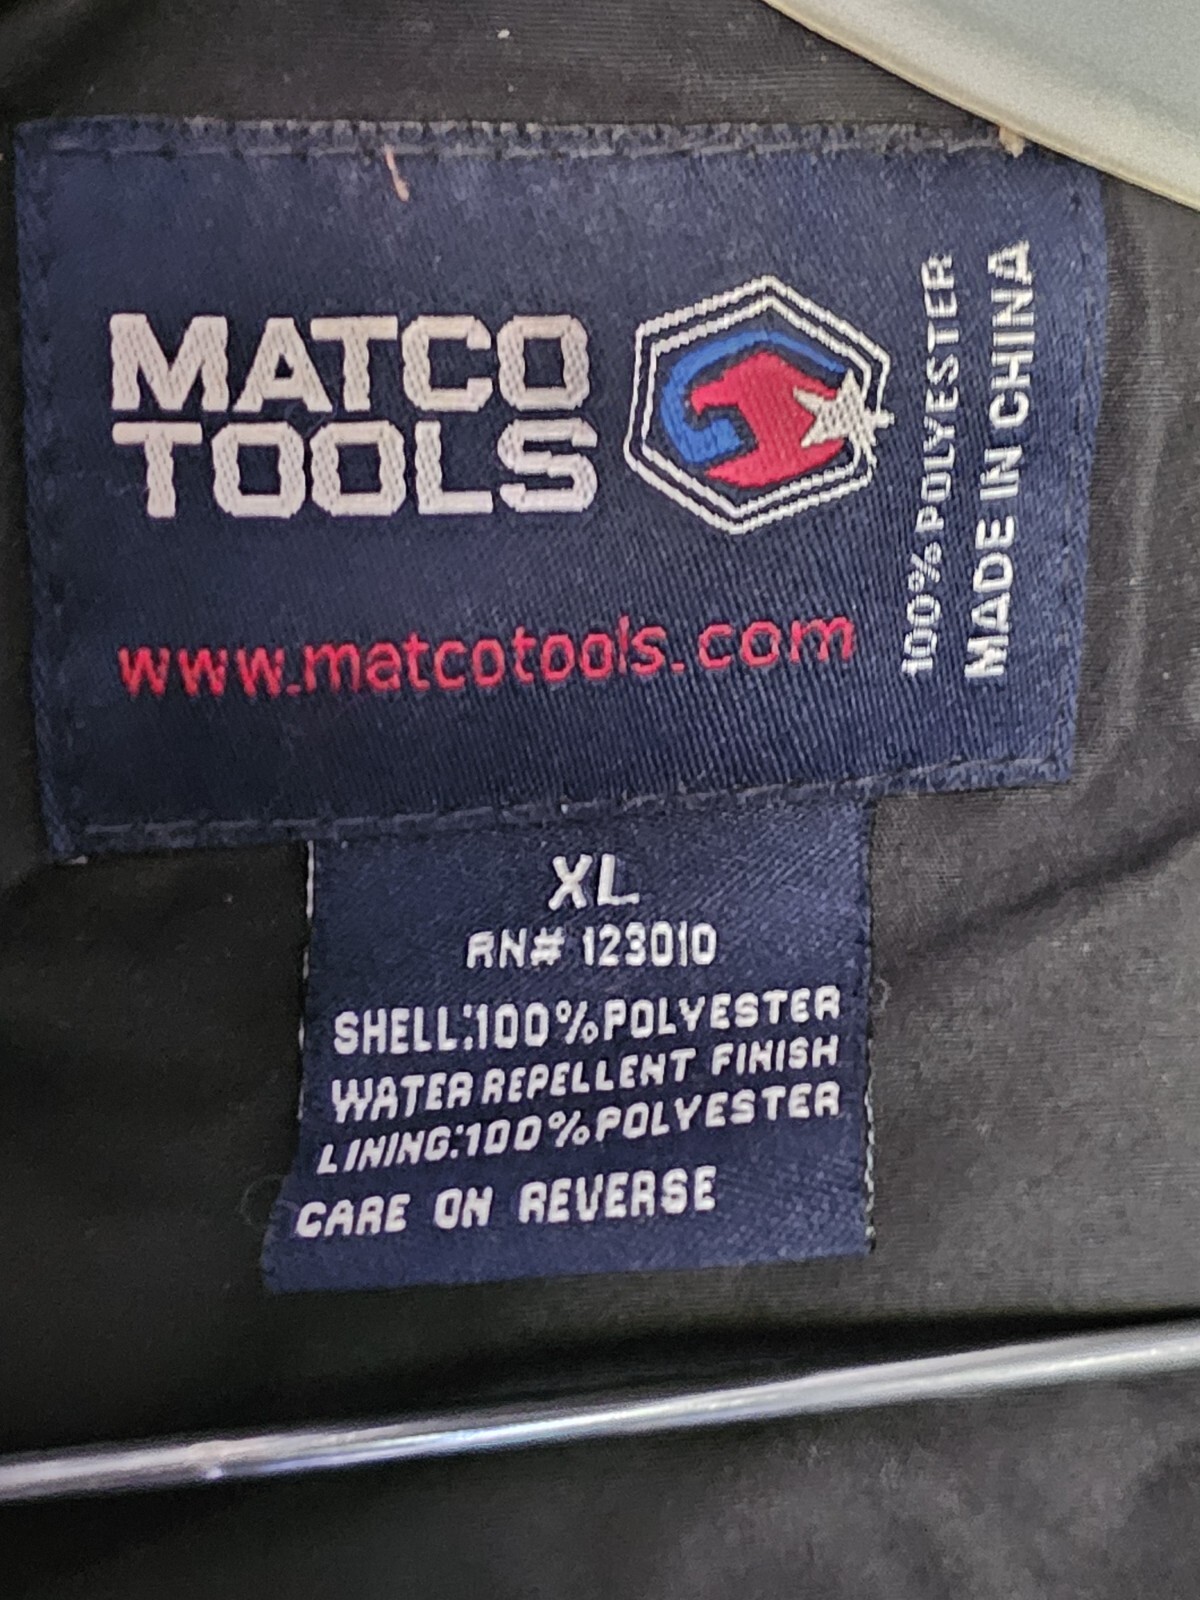 MATCO
TOOLS
www.matcotools.com
100% POLYESTER
MADE IN CHINA
XL
RN# 123010
SHELL:100%POLYESTER
WATER REPELLENT FINISH
LINING:100%POLYESTER
CARE ON REVERSE